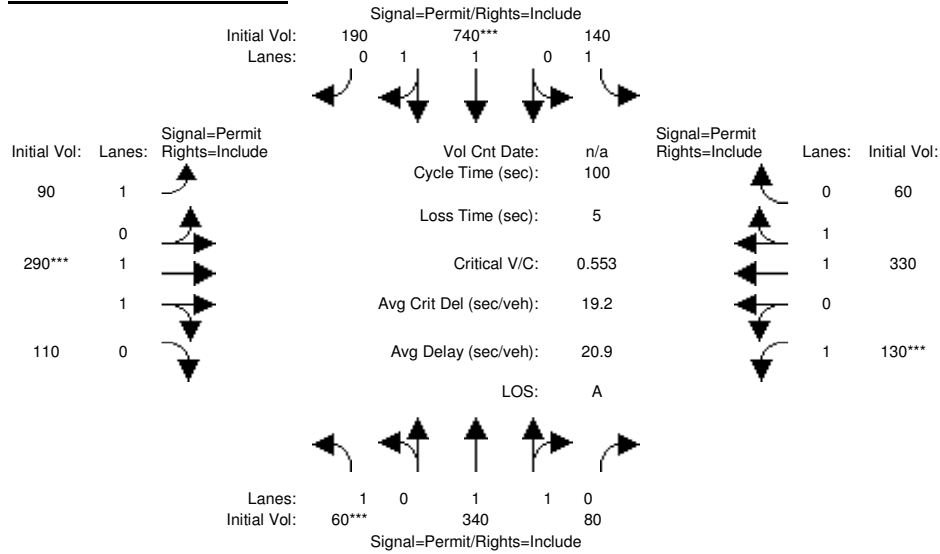 Signal=Permit/Rights=Include
Initial Vol: 190 740*** 140
Lanes: 0 1 1 0 1
Signal=Permit Signal=Permit
Initial Vol: Lanes: Rights=Include Vol Cnt Date: n/a Rights=Include Lanes: Initial Vol:
Cycle Time (sec): 100
90 1 0 60
Loss Time (sec): 5
0 1
290*** 1 Critical V/C: 0.553 1 330
1 Avg Crit Del (sec/veh): 19.2 0
110 0 Avg Delay (sec/veh): 20.9 1 130***
LOS: A
Lanes: 1 0 1 1 0
Initial Vol: 60*** 340 80
Signal=Permit/Rights=Include